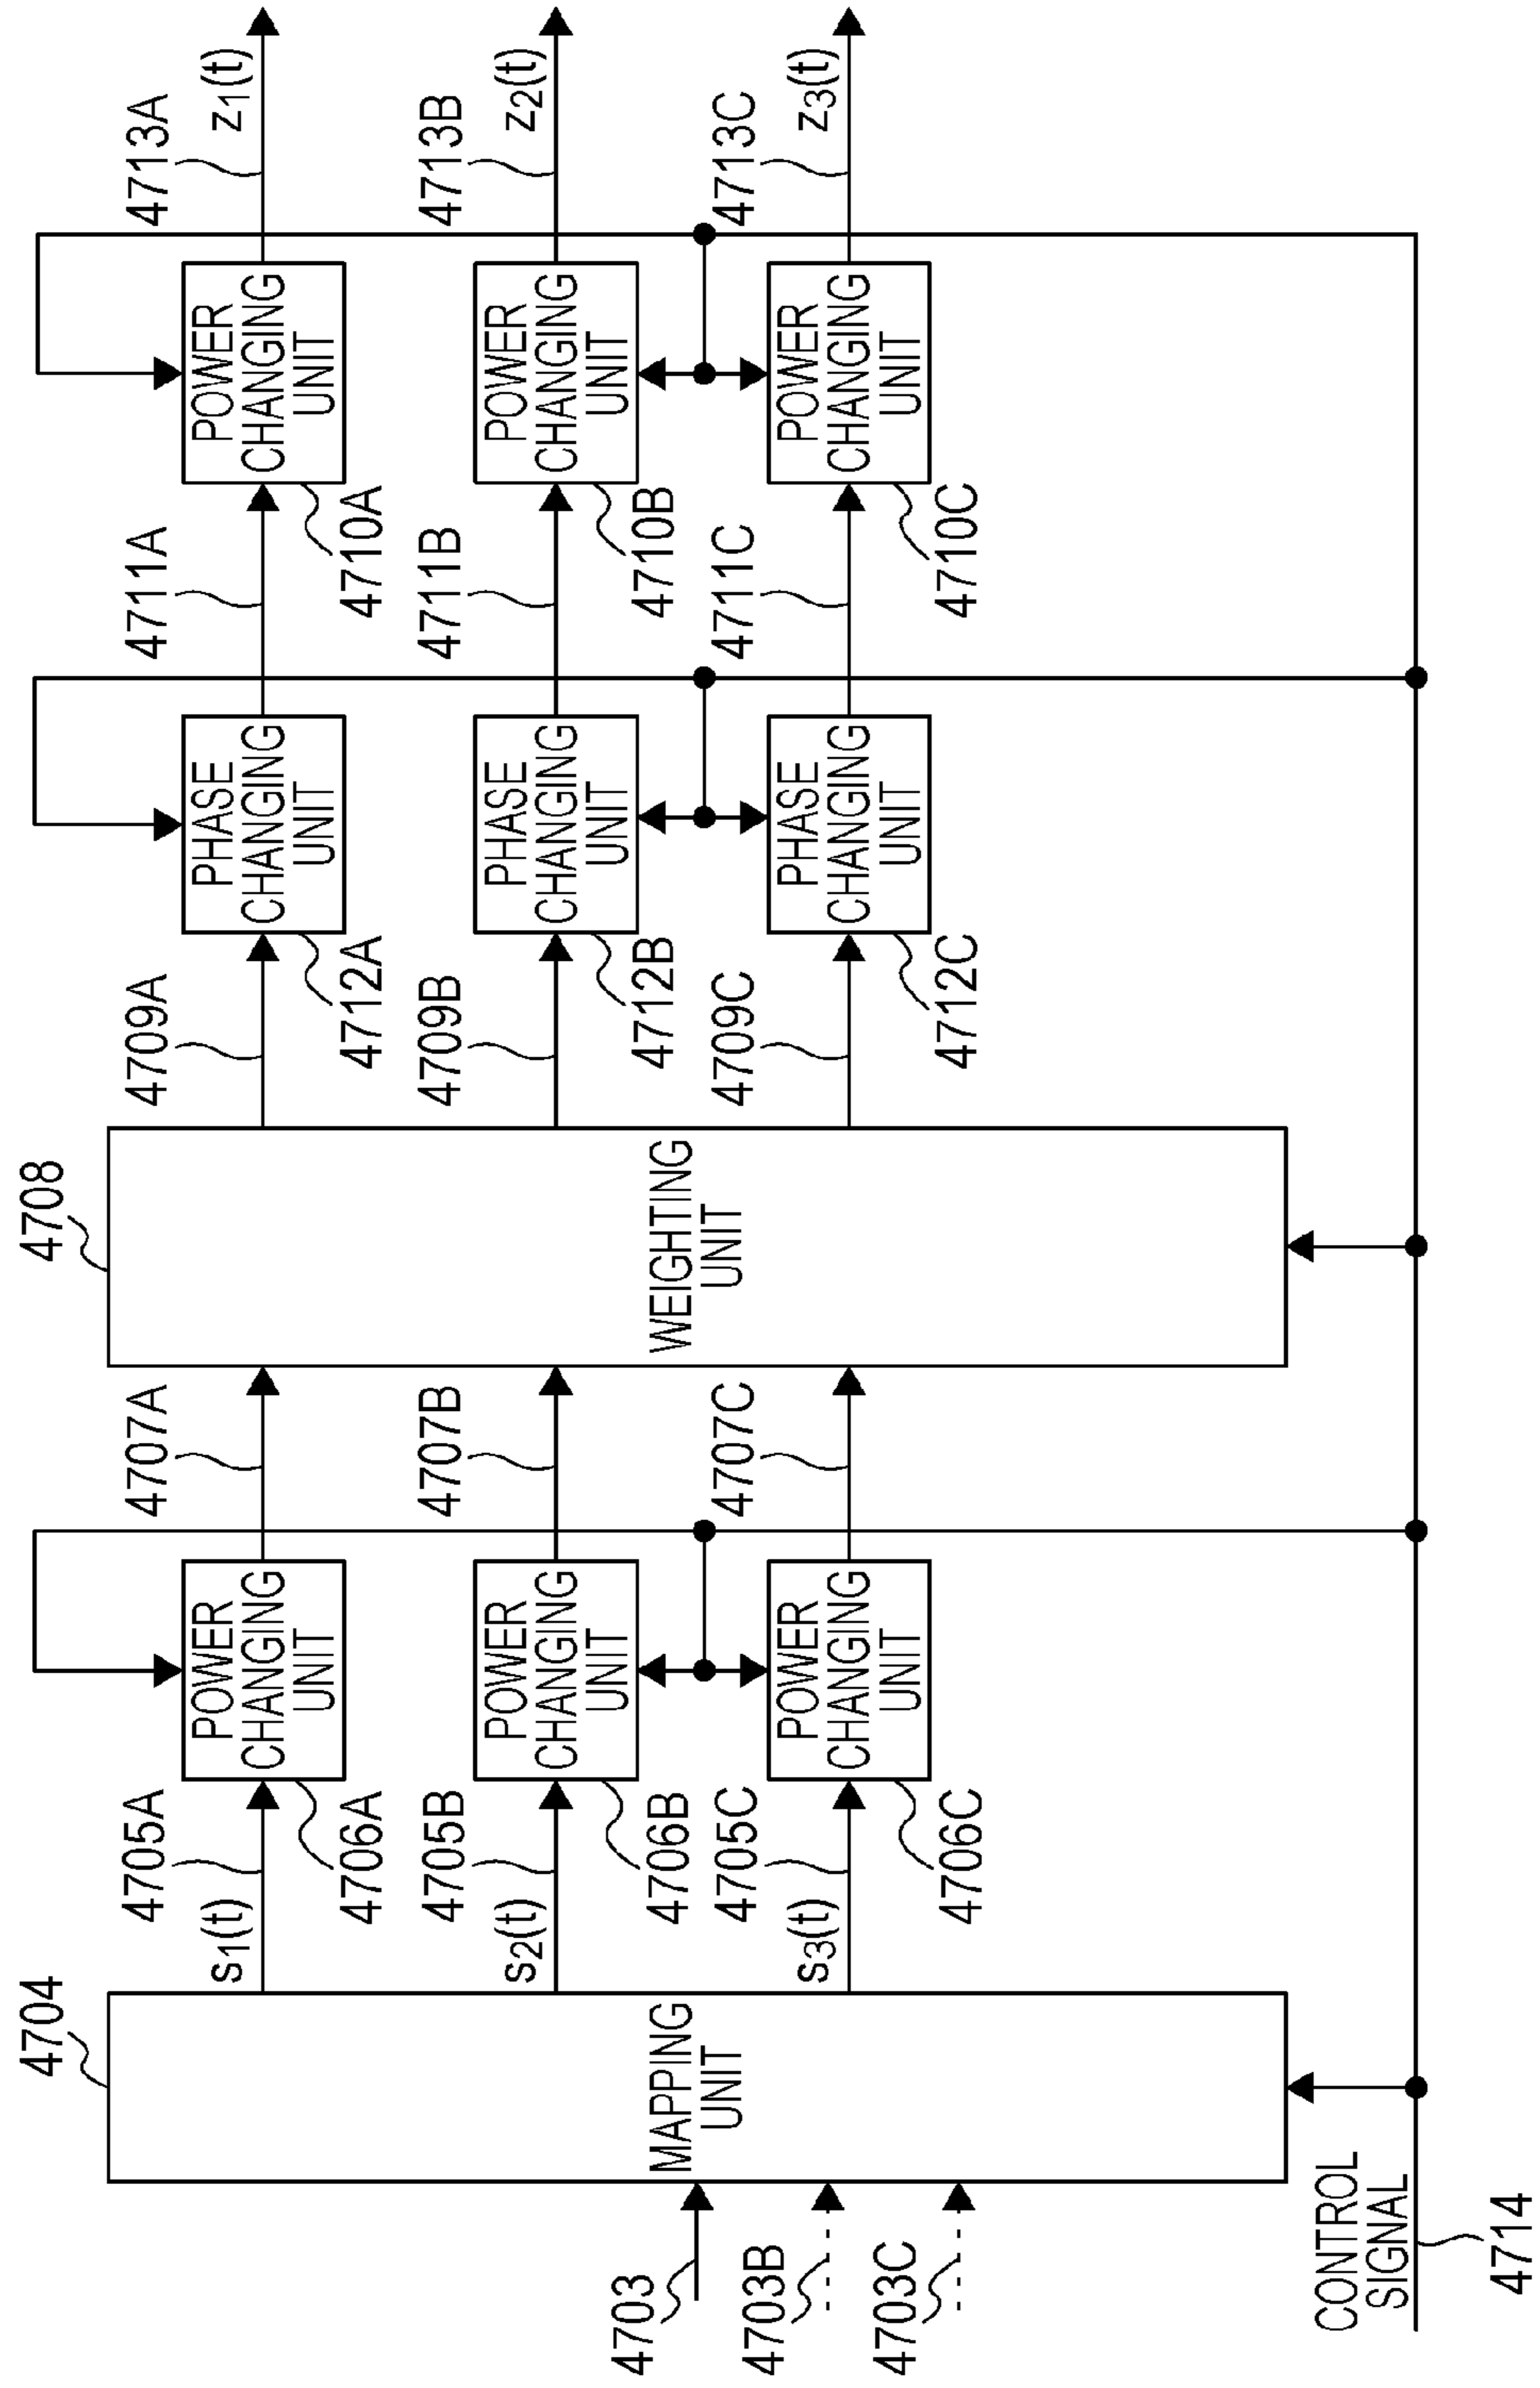 4703
4703B
4703C
CONTROL
SIGNAL
4714
4704
MAPPING
UNIT
s1(t)
4705A
s2(t)
4705B
s3(t)
4705C
POWER
CHANGING
UNIT
4706A
POWER
CHANGING
UNIT
4706B
POWER
CHANGING
UNIT
4706C
4707A
4707B
4707C
4708
WEIGHTING
UNIT
4709A
4709B
4709C
PHASE
CHANGING
UNIT
4712A
PHASE
CHANGING
UNIT
4712B
PHASE
CHANGING
UNIT
4712C
4711A
4711B
4711C
POWER
CHANGING
UNIT
4710A
POWER
CHANGING
UNIT
4710B
POWER
CHANGING
UNIT
4710C
4713A
z1(t)
4713B
z2(t)
4713C
z3(t)